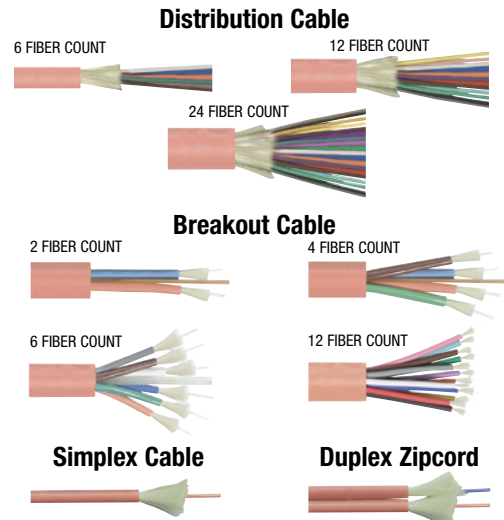 Distribution Cable
6 FIBER COUNT
12 FIBER COUNT
24 FIBER COUNT
Breakout Cable
2 FIBER COUNT
4 FIBER COUNT
6 FIBER COUNT
12 FIBER COUNT
Simplex Cable
Duplex Zipcord